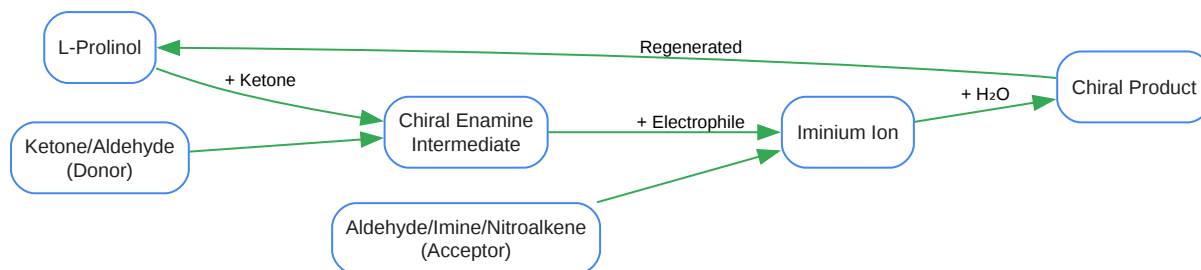 L-Prolinol
+ Ketone
Ketone/Aldehyde
(Donor)
Chiral Enamine
Intermediate
+ Electrophile
Aldehyde/Imine/Nitroalkene
(Acceptor)
Iminium Ion
+ H₂O
Chiral Product
Regenerated